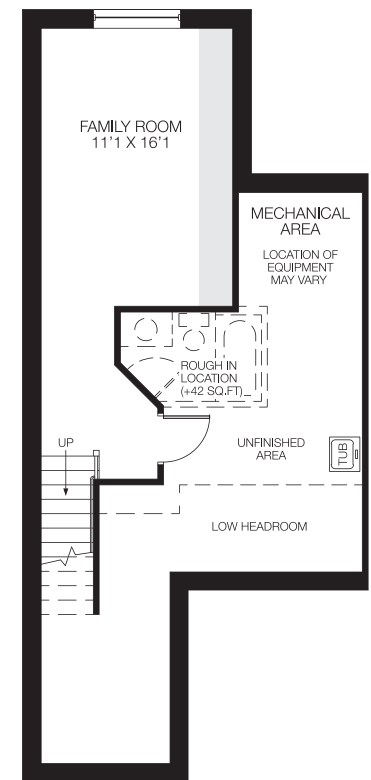 FAMILY ROOM
11'1 X 16'1
MECHANICAL
AREA
LOCATION OF
EQUIPMENT
MAY VARY
ROUGH IN
LOCATION
(+42 SQ.FT)
UP
UNFINISHED
AREA
TUB
LOW HEADROOM